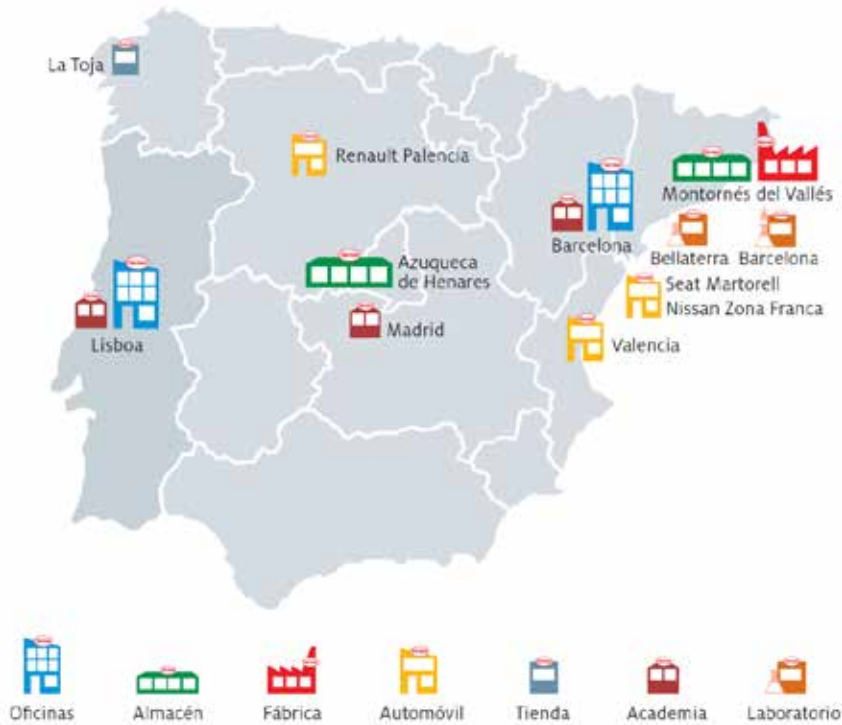 La Toja
Renault Palencia
Montornés del Vallés
Barcelona
Bellaterra
Barcelona
Azuqueca
de Henares
Seat Martorell
Nissan Zona Franca
Madrid
Valencia
Lisboa
Oficinas
Almacén
Fábrica
Automóvil
Tienda
Academia
Laboratorio